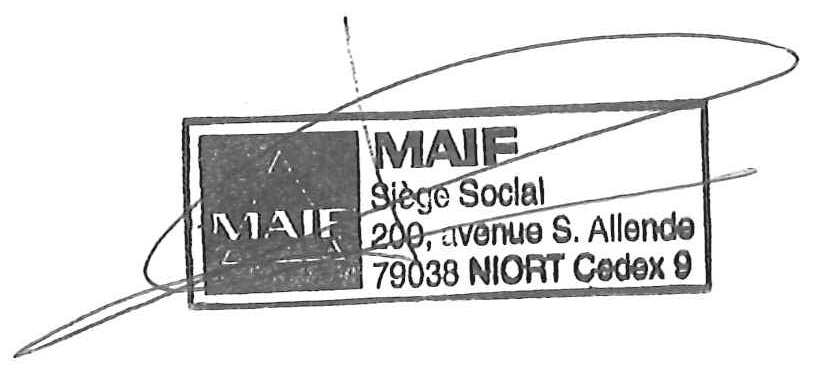 MAIF
MAIF
Siège Social
200, avenue S. Allende
79038 NIORT Cedex 9